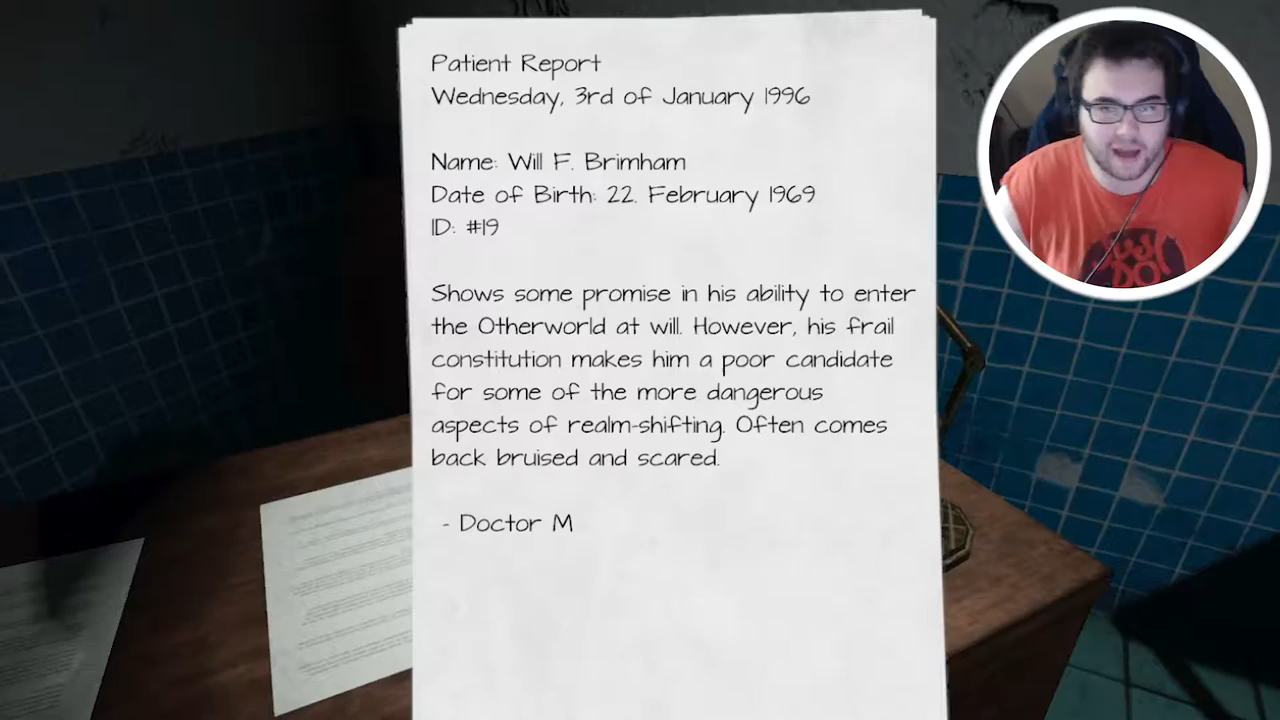 Patient Report
Wednesday, 3rd of January 1996
Name: Will F. Brimham
Date of Birth: 22. February 1969
ID: #19
Shows some promise in his ability to enter
the Otherworld at will. However, his frail
constitution makes him a poor candidate
for some of the more dangerous
aspects of realm-shifting. Often comes
back bruised and scared.
- Doctor M